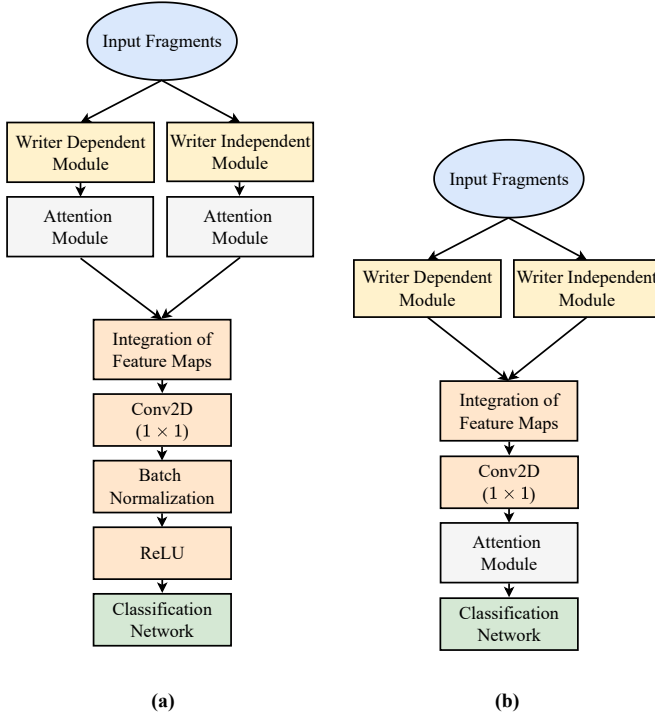 Input Fragments
Writer Dependent
Module
Writer Independent
Module
Attention
Module
Attention
Module
Integration of
Feature Maps
Conv2D
(1 × 1)
Batch
Normalization
ReLU
Classification
Network
(a)
Input Fragments
Writer Dependent
Module
Writer Independent
Module
Integration of
Feature Maps
Conv2D
(1 × 1)
Attention
Module
Classification
Network
(b)